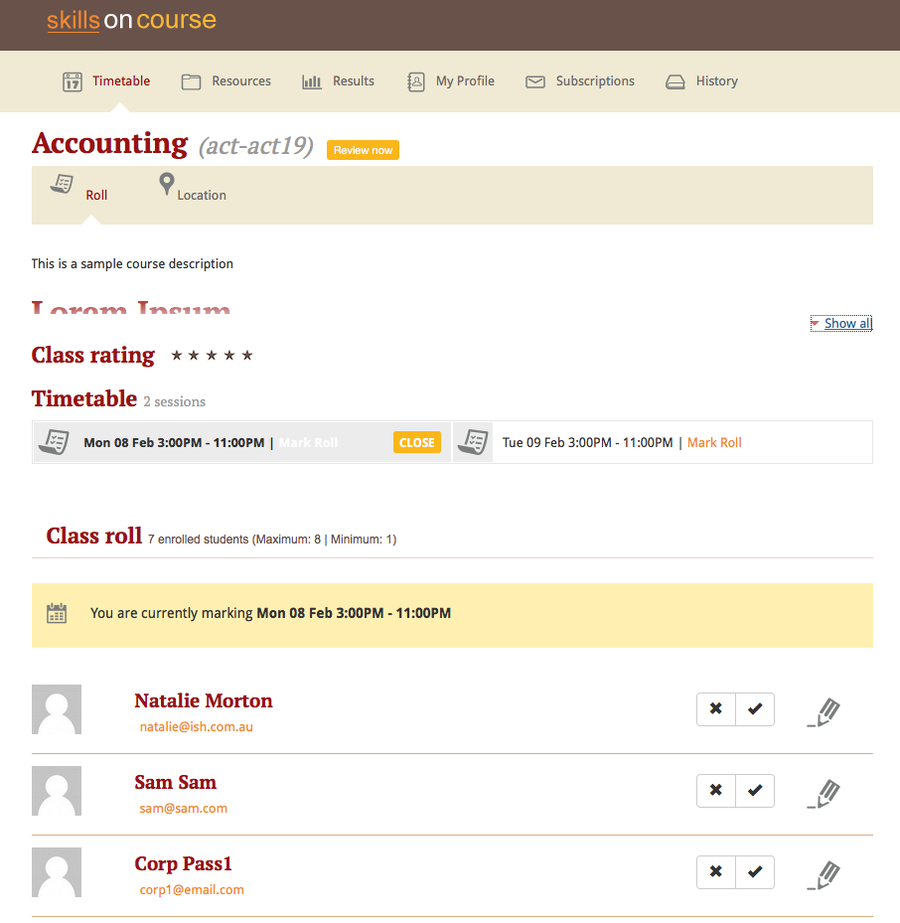 skillsoncourse
17 Timetable Resources Results My Profile Subscriptions History
Accounting (act-act19) Review now
Roll Location
This is a sample course description
Lorem Ipsum
Show all
Class rating ★ ★ ★ ★ ★
Timetable 2 sessions
Mon 08 Feb 3:00PM - 11:00PM | Mark Roll CLOSE Tue 09 Feb 3:00PM - 11:00PM | Mark Roll
Class roll 7 enrolled students (Maximum: 8 | Minimum: 1)
You are currently marking Mon 08 Feb 3:00PM - 11:00PM
Natalie Morton
natalie@ish.com.au
Sam Sam
sam@sam.com
Corp Pass1
corp1@email.com